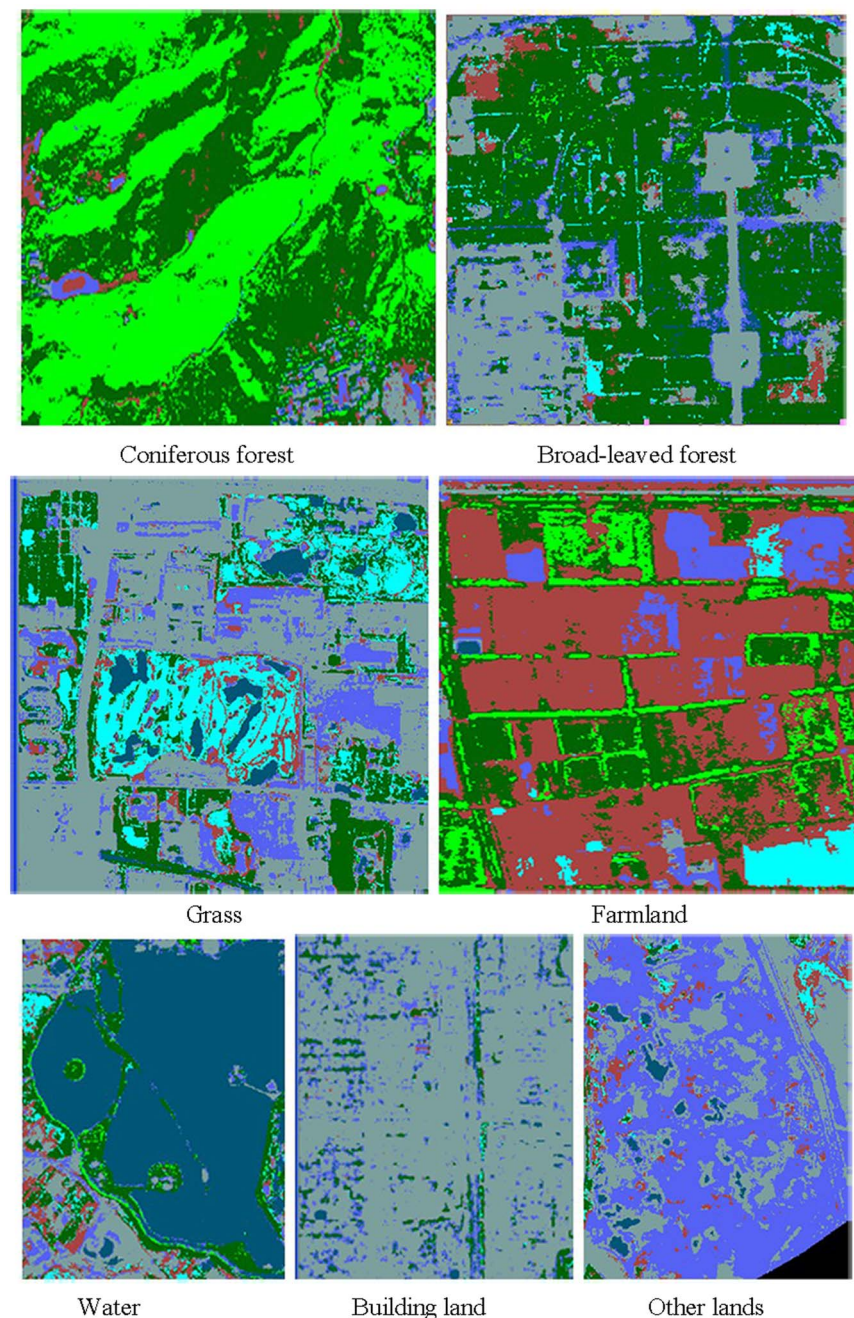 Coniferous forest
Broad-leaved forest
Grass
Farmland
Water
Building land
Other lands